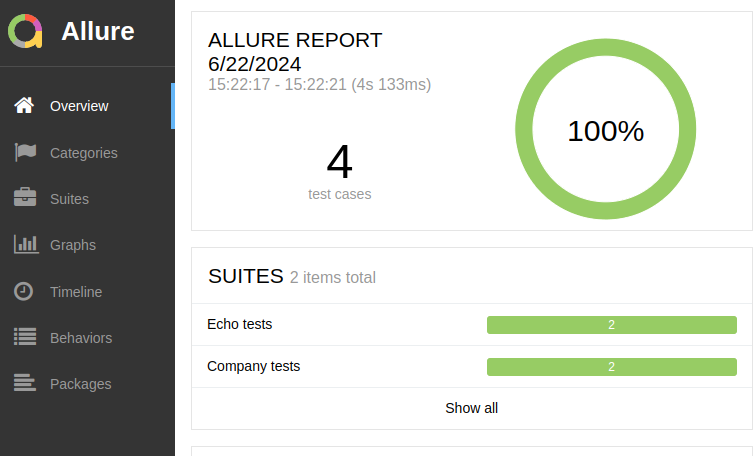 Allure
Overview
Categories
Suites
Graphs
Timeline
Behaviors
Packages
ALLURE REPORT
6/22/2024
15:22:17 - 15:22:21 (4s 133ms)
4
test cases
100%
SUITES 2 items total
Echo tests 2
Company tests 2
Show all